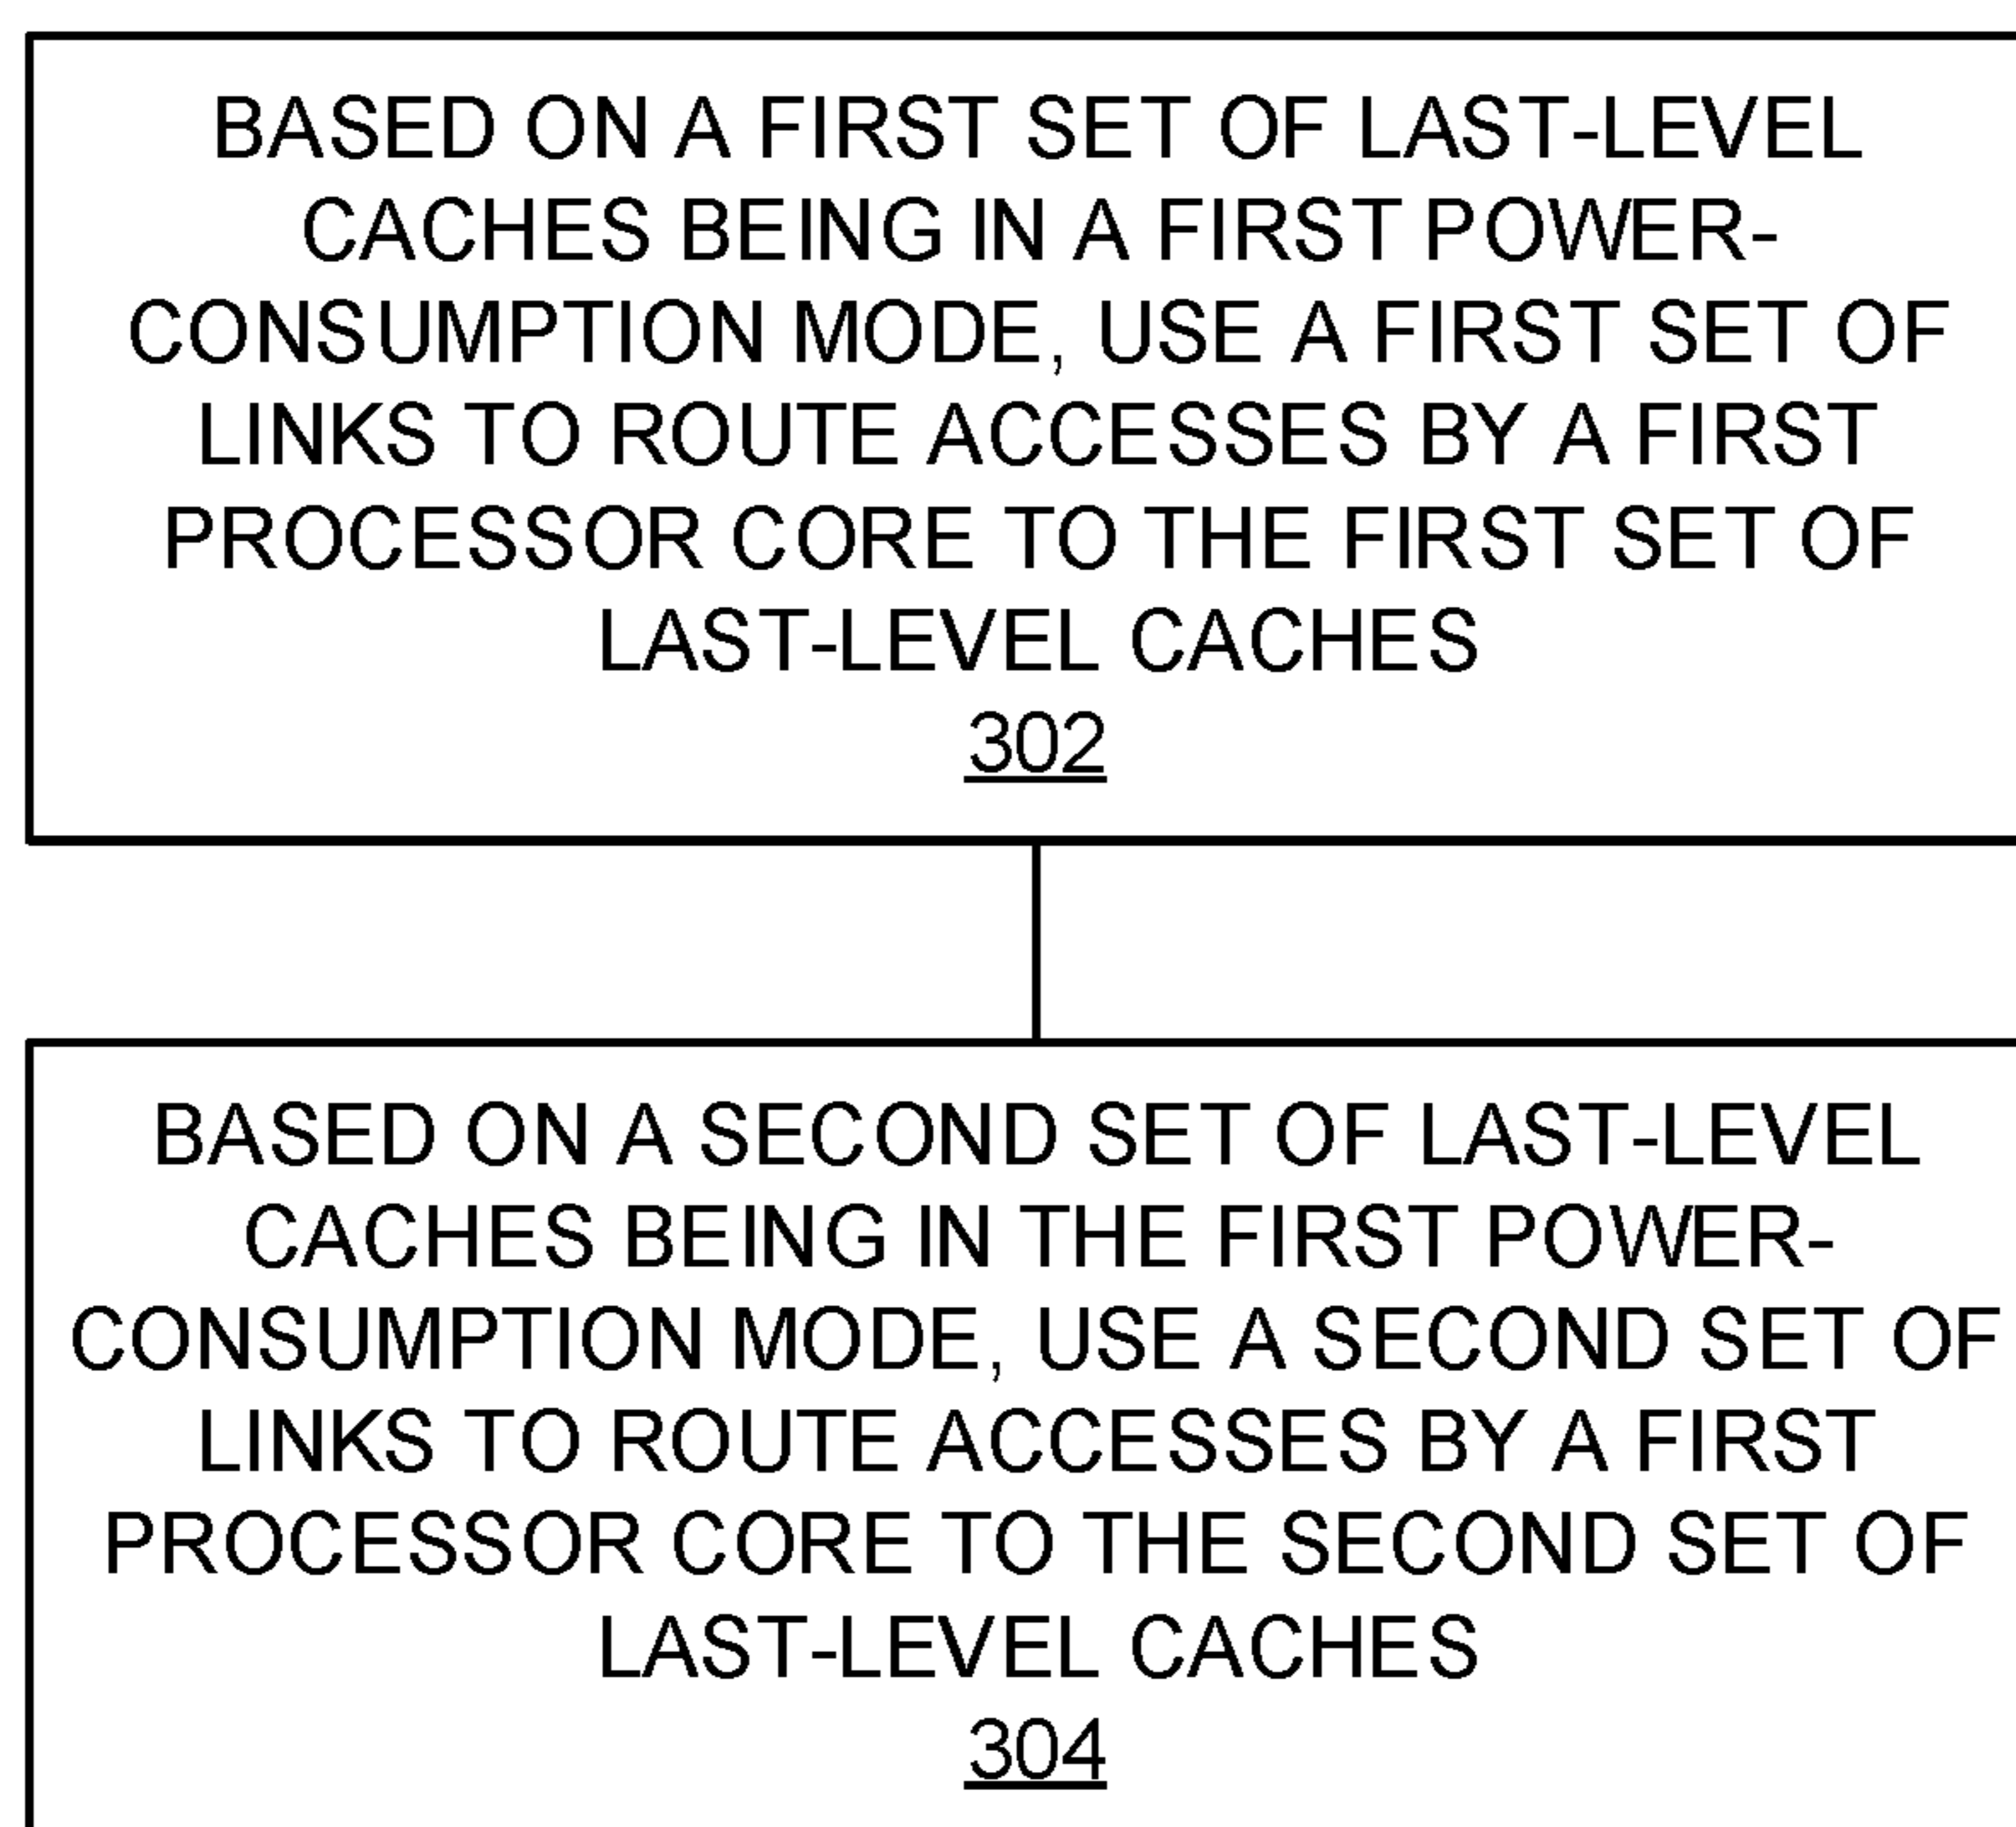 BASED ON A FIRST SET OF LAST-LEVEL
CACHES BEING IN A FIRST POWER-
CONSUMPTION MODE, USE A FIRST SET OF
LINKS TO ROUTE ACCESSES BY A FIRST
PROCESSOR CORE TO THE FIRST SET OF
LAST-LEVEL CACHES
302
BASED ON A SECOND SET OF LAST-LEVEL
CACHES BEING IN THE FIRST POWER-
CONSUMPTION MODE, USE A SECOND SET OF
LINKS TO ROUTE ACCESSES BY A FIRST
PROCESSOR CORE TO THE SECOND SET OF
LAST-LEVEL CACHES
304